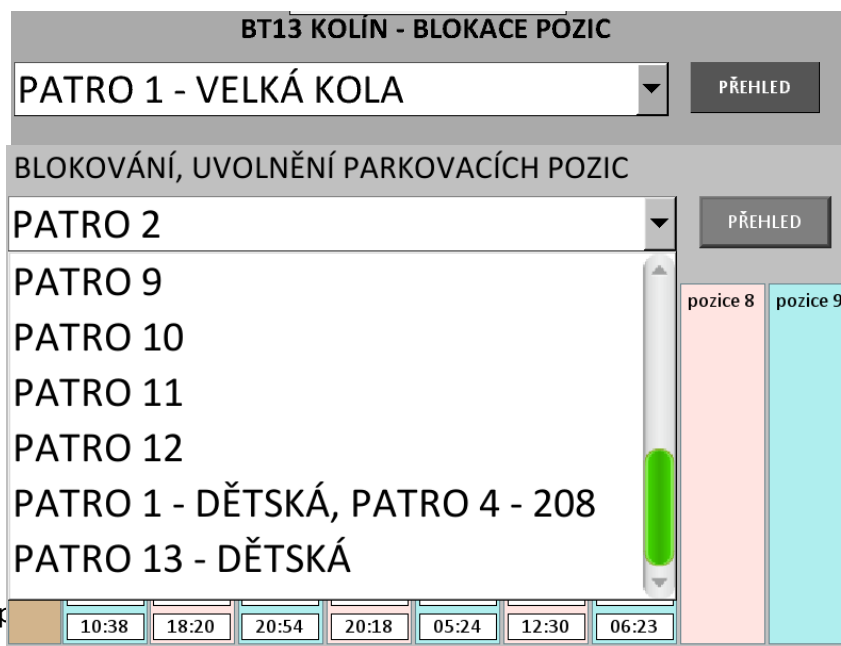 BT13 KOLÍN - BLOKACE POZIC
PATRO 1 - VELKÁ KOLA
PŘEHLED
BLOKOVÁNÍ, UVOLNĚNÍ PARKOVACÍCH POZIC
PATRO 2
PŘEHLED
PATRO 9
PATRO 10
PATRO 11
PATRO 12
PATRO 1 - DĚTSKÁ, PATRO 4 - 208
PATRO 13 - DĚTSKÁ
pozice 8 pozice 9
10:38 18:20 20:54 20:18 05:24 12:30 06:23